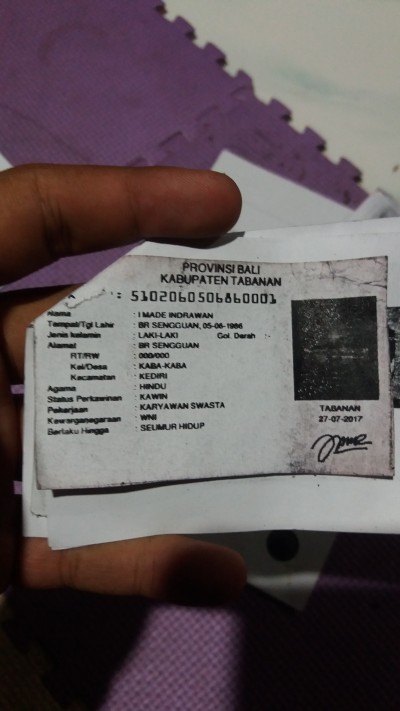 PROVINSI BALI
KABUPATEN TABANAN
: 5102060506860001
Nama : I MADE INDRAWAN
Tempat/Tgl Lahir : BR SENGGUAN, 05-06-1986
Jenis kelamin : LAKI-LAKI Gol. Darah :-
Alamat : BR SENGGUAN
RT/RW : 000/000
Kel/Desa : KABA-KABA
Kecamatan : KEDIRI
Agama : HINDU
Status Perkawinan : KAWIN
Pekerjaan : KARYAWAN SWASTA
Kewarganegaraan : WNI
Berlaku Hingga : SEUMUR HIDUP
TABANAN
27-07-2017